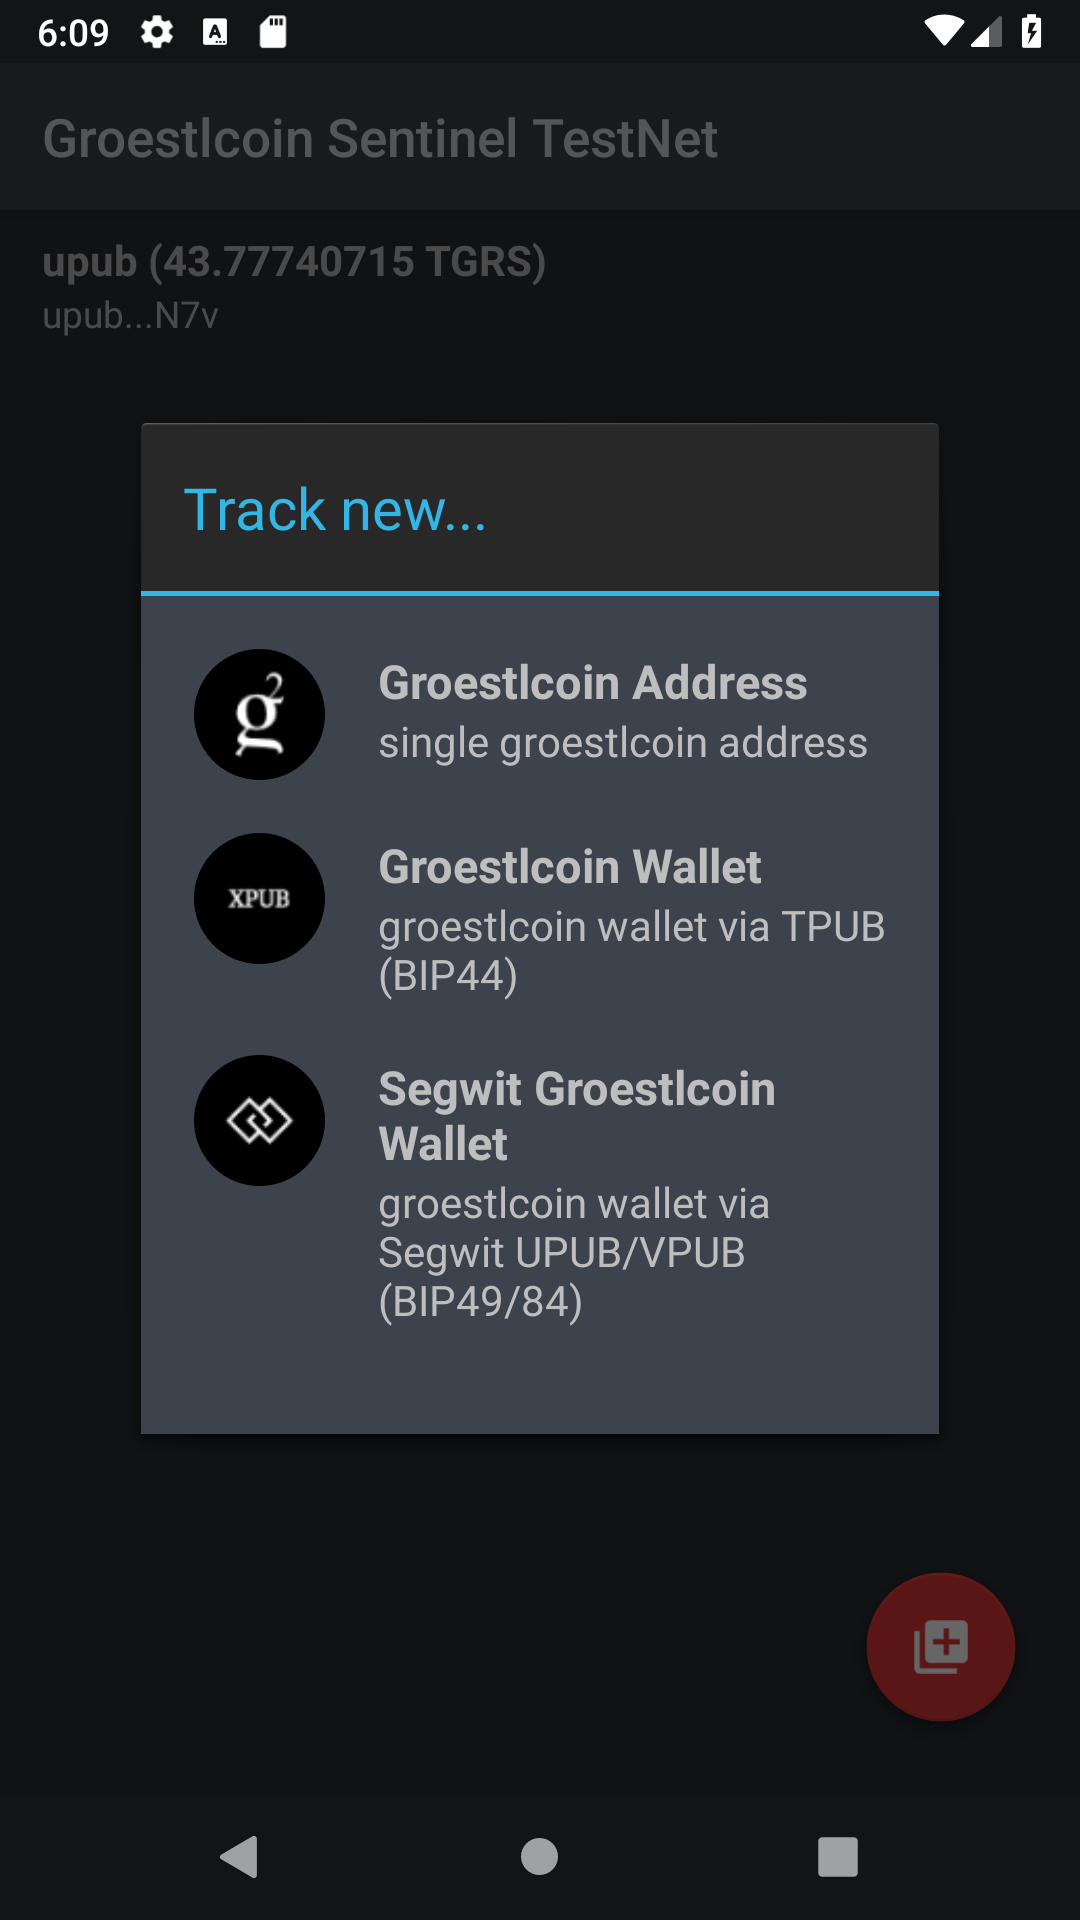 6:09
Groestlcoin Sentinel TestNet
upub (43.77740715 TGRS)
upub...N7v
Track new...
g2
Groestlcoin Address
single groestlcoin address
XPUB
Groestlcoin Wallet
groestlcoin wallet via TPUB
(BIP44)
Segwit Groestlcoin
Wallet
groestlcoin wallet via
Segwit UPUB/VPUB
(BIP49/84)